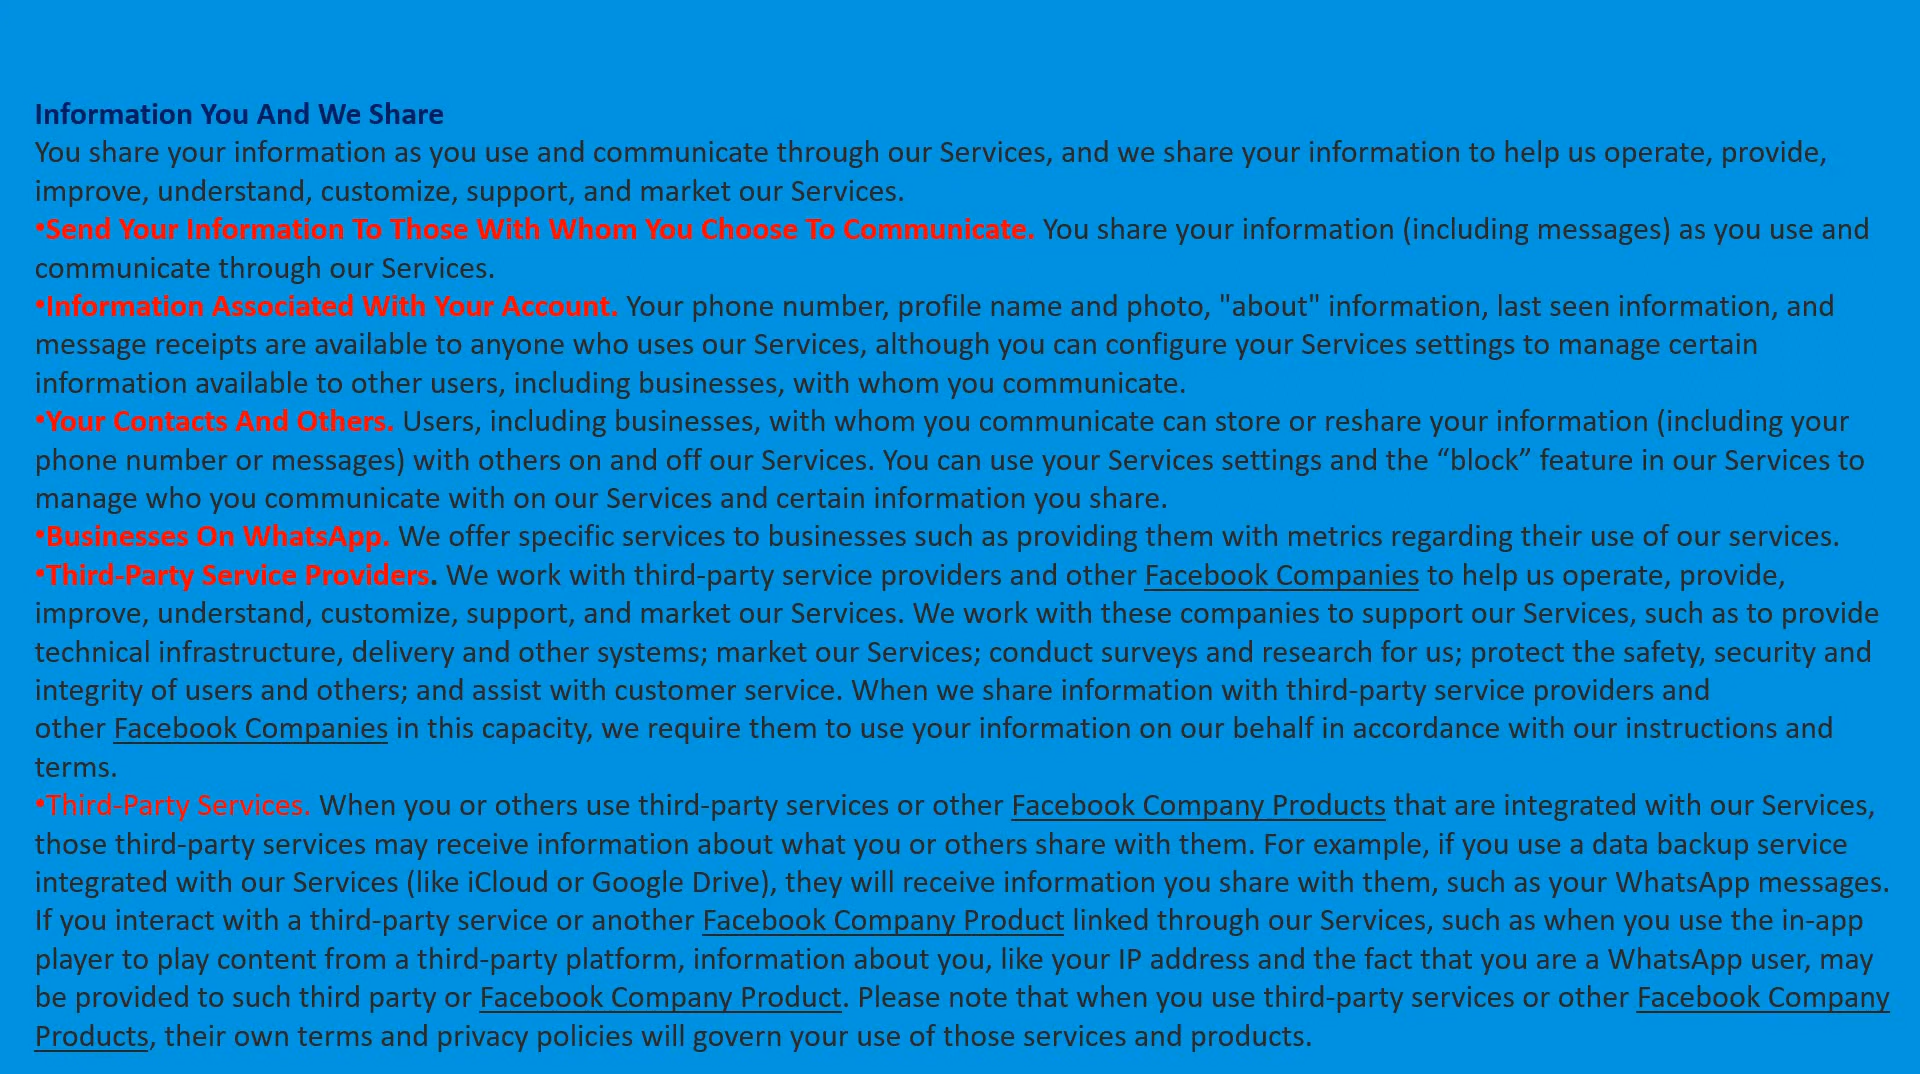 Information You And We Share
You share your information as you use and communicate through our Services, and we share your information to help us operate, provide,
improve, understand, customize, support, and market our Services.
•Send Your Information To Those With Whom You Choose To Communicate. You share your information (including messages) as you use and
communicate through our Services.
•Information Associated With Your Account. Your phone number, profile name and photo, "about" information, last seen information, and
message receipts are available to anyone who uses our Services, although you can configure your Services settings to manage certain
information available to other users, including businesses, with whom you communicate.
•Your Contacts And Others. Users, including businesses, with whom you communicate can store or reshare your information (including your
phone number or messages) with others on and off our Services. You can use your Services settings and the “block” feature in our Services to
manage who you communicate with on our Services and certain information you share.
•Businesses On WhatsApp. We offer specific services to businesses such as providing them with metrics regarding their use of our services.
•Third-Party Service Providers. We work with third-party service providers and other Facebook Companies to help us operate, provide,
improve, understand, customize, support, and market our Services. We work with these companies to support our Services, such as to provide
technical infrastructure, delivery and other systems; market our Services; conduct surveys and research for us; protect the safety, security and
integrity of users and others; and assist with customer service. When we share information with third-party service providers and
other Facebook Companies in this capacity, we require them to use your information on our behalf in accordance with our instructions and
terms.
•Third-Party Services. When you or others use third-party services or other Facebook Company Products that are integrated with our Services,
those third-party services may receive information about what you or others share with them. For example, if you use a data backup service
integrated with our Services (like iCloud or Google Drive), they will receive information you share with them, such as your WhatsApp messages.
If you interact with a third-party service or another Facebook Company Product linked through our Services, such as when you use the in-app
player to play content from a third-party platform, information about you, like your IP address and the fact that you are a WhatsApp user, may
be provided to such third party or Facebook Company Product. Please note that when you use third-party services or other Facebook Company
Products, their own terms and privacy policies will govern your use of those services and products.